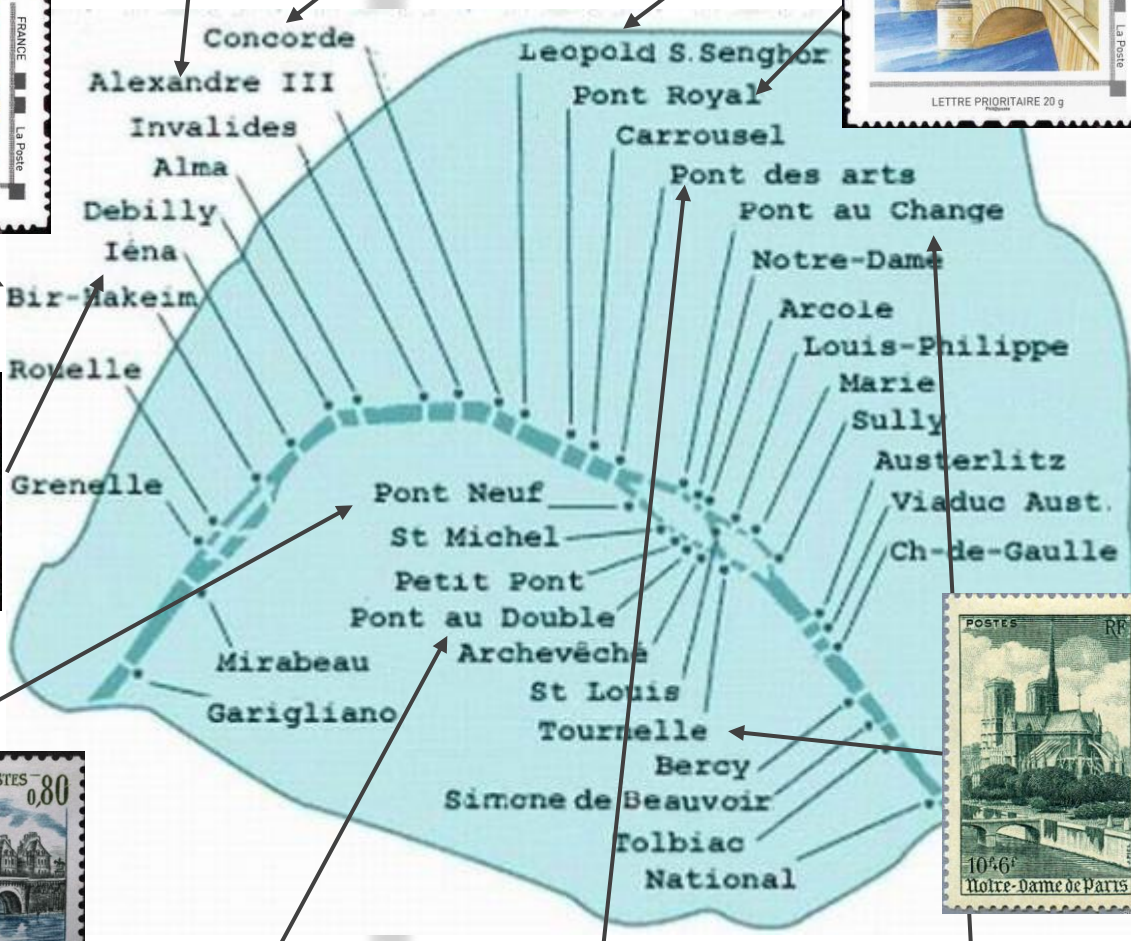 FRANCE
La Poste
La Poste
LETTRE PRIORITAIRE 20 g
Concorde
Alexandre III
Invalides
Alma
Debilly
Iéna
Bir-Hakeim
Rouelle
Grenelle
Leopold S.Senghor
Pont Royal
Carrousel
Pont des arts
Pont au Change
Notre-Dame
Arcole
Louis-Philippe
Marie
Sully
Austerlitz
Viaduc Aust.
Ch-de-Gaulle
Pont Neuf
St Michel
Petit Pont
Pont au Double
Archevêché
St Louis
Tournelle
Mirabeau
Garigliano
Bercy
Simone de Beauvoir
Tolbiac
National
0,80
POSTES RF
10F+6F
Notre-Dame de Paris